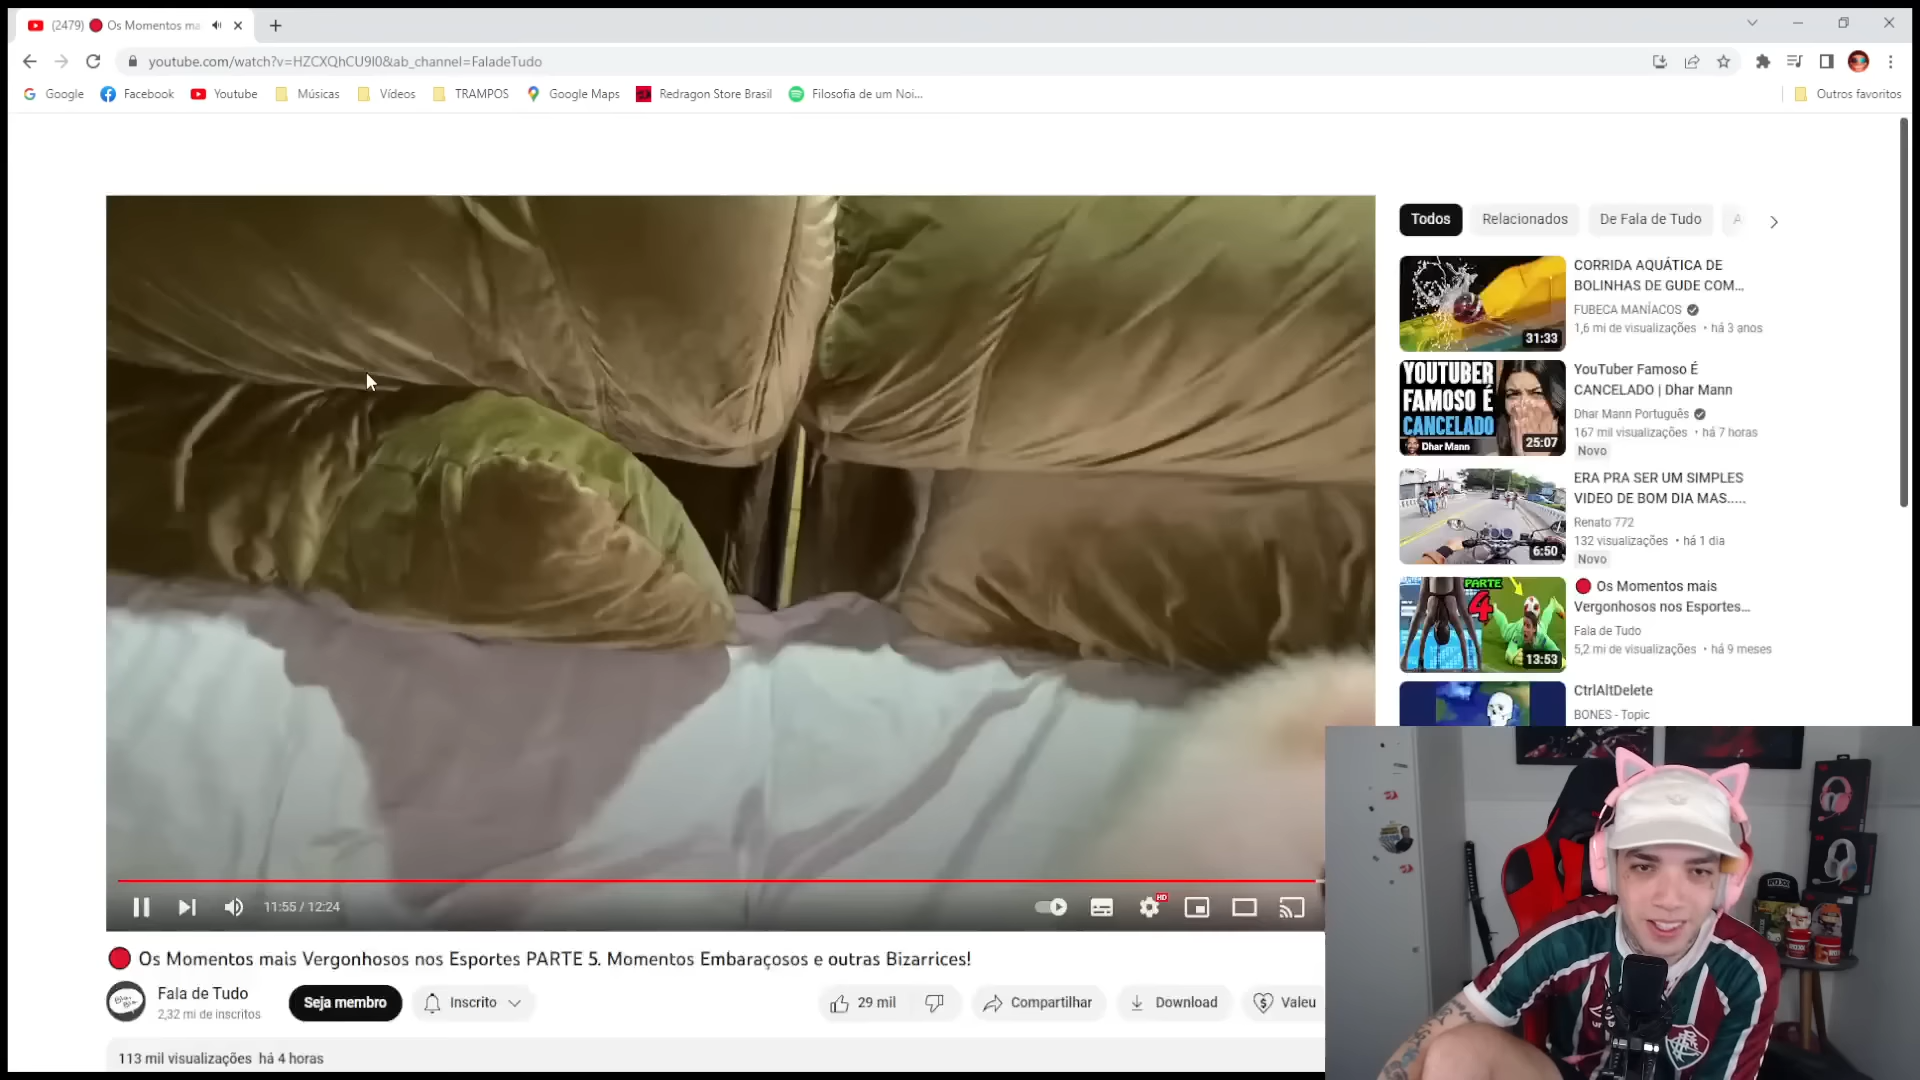 (2479) Os Momentos ma
youtube.com/watch?v=HZCXQhCU9I0&ab_channel=FaladeTudo
Google
Facebook
Youtube
Músicas
Vídeos
TRAMPOS
Google Maps
Redragon Store Brasil
Filosofia de um Noi...
Outros favoritos
Todos
Relacionados
De Fala de Tudo
A
CORRIDA AQUÁTICA DE
BOLINHAS DE GUDE COM...
FUBECA MANÍACOS
1,6 mi de visualizações • há 3 anos
31:33
YOUTUBER
FAMOSO É
CANCELADO
Dhar Mann
25:07
YouTuber Famoso É
CANCELADO | Dhar Mann
Dhar Mann Português
167 mil visualizações • há 7 horas
Novo
ERA PRA SER UM SIMPLES
VIDEO DE BOM DIA MAS.....
Renato 772
132 visualizações • há 1 dia
Novo
6:50
PARTE
4
13:53
Os Momentos mais
Vergonhosos nos Esportes...
Fala de Tudo
5,2 mi de visualizações • há 9 meses
CtrlAltDelete
BONES - Topic
11:55 / 12:24
HD
Os Momentos mais Vergonhosos nos Esportes PARTE 5. Momentos Embaraçosos e outras Bizarrices!
Fala de Tudo
2,32 mi de inscritos
Seja membro
Inscrito
29 mil
Compartilhar
Download
Valeu
113 mil visualizações há 4 horas